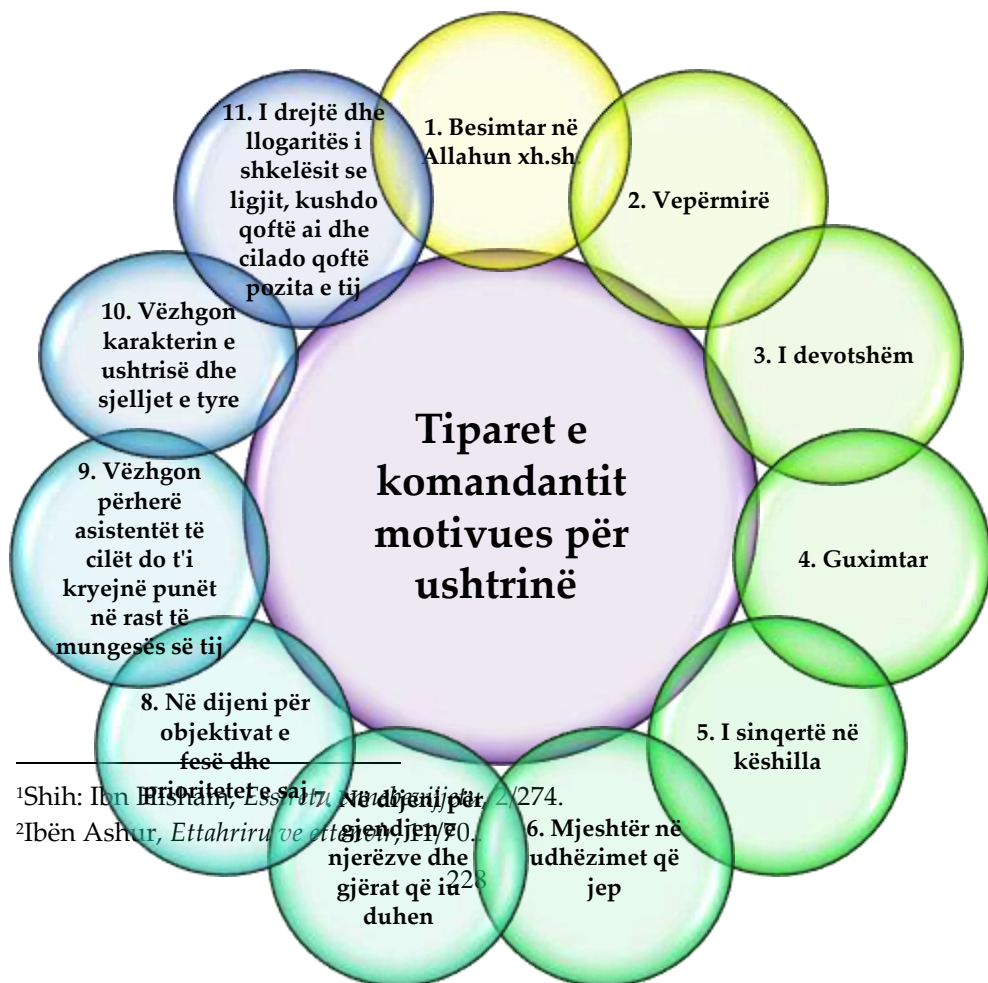 Tiparet e
komandantit
motivues për
ushtrinë
1. Besimtar në
Allahun xh.sh
2. Vepërmirë
3. I devotshëm
4. Guximtar
5. I sinqertë në
këshilla
6. Mjeshtër në
udhëzimet që
jep
7. Në dijeni për
gjendjen e
njerëzve dhe
gjërat që iu
duhen
8. Në dijeni për
objektivat e
fesë dhe
prioritetet e saj
9. Vëzhgon
përherë
asistentët të
cilët do t'i
kryejnë punët
në rast të
mungesës së tij
10. Vëzhgon
karakterin e
ushtrisë dhe
sjelljet e tyre
11. I drejtë dhe
llogaritës i
shkelësit se
ligjit, kushdo
qoftë ai dhe
cilado qoftë
pozita e tij
¹Shih: Ibn Hisham, 2/274.
²Ibën Ashur, Ettahriru ve ettenvir, 11/70.
228